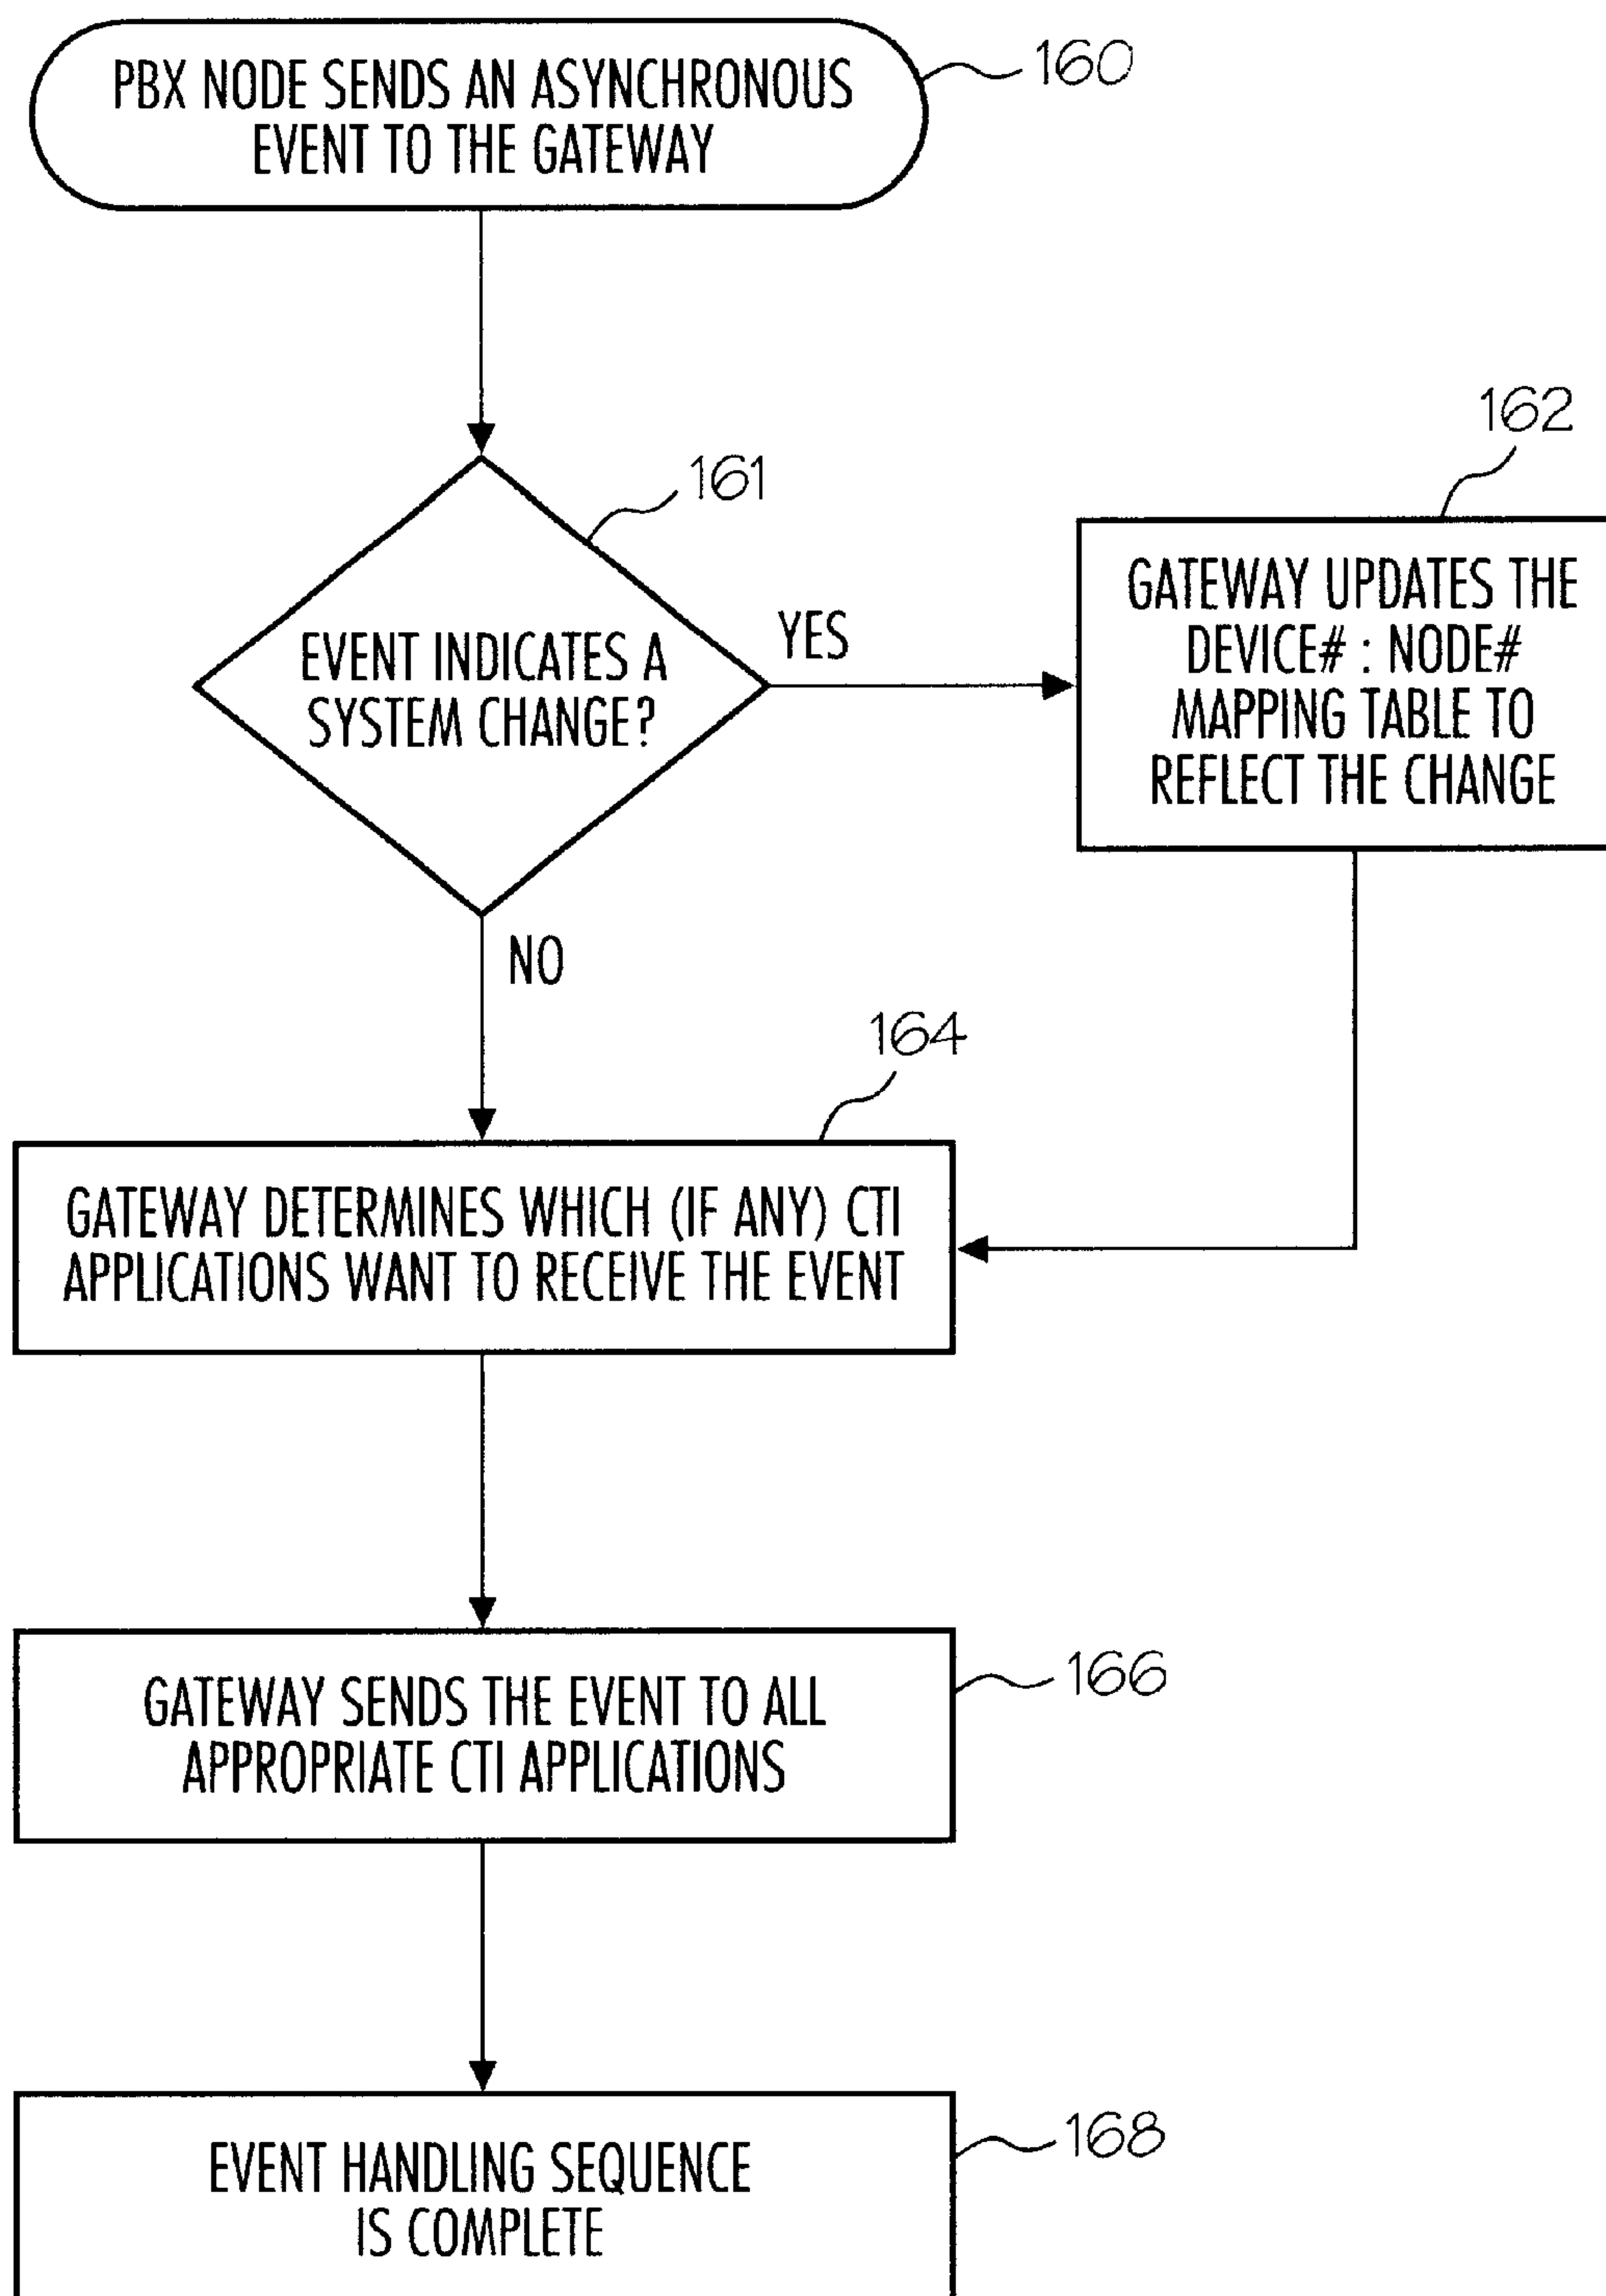 PBX NODE SENDS AN ASYNCHRONOUS
EVENT TO THE GATEWAY
160
161
EVENT INDICATES A
SYSTEM CHANGE?
YES
162
GATEWAY UPDATES THE
DEVICE# : NODE#
MAPPING TABLE TO
REFLECT THE CHANGE
NO
164
GATEWAY DETERMINES WHICH (IF ANY) CTI
APPLICATIONS WANT TO RECEIVE THE EVENT
GATEWAY SENDS THE EVENT TO ALL
APPROPRIATE CTI APPLICATIONS
166
EVENT HANDLING SEQUENCE
IS COMPLETE
168